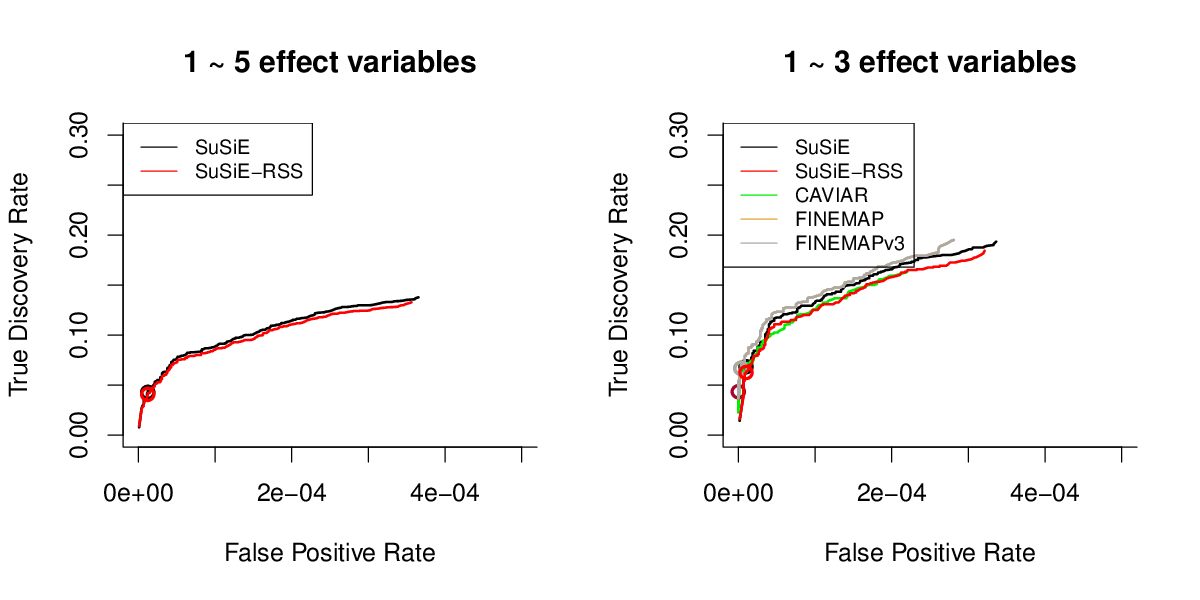 1 ~ 5 effect variables
SuSiE
SuSiE−RSS
True Discovery Rate
0.30
0.20
0.10
0.00
0e+00 2e−04 4e−04
False Positive Rate
1 ~ 3 effect variables
SuSiE
SuSiE−RSS
CAVIAR
FINEMAP
FINEMAPv3
True Discovery Rate
0.30
0.20
0.10
0.00
0e+00 2e−04 4e−04
False Positive Rate